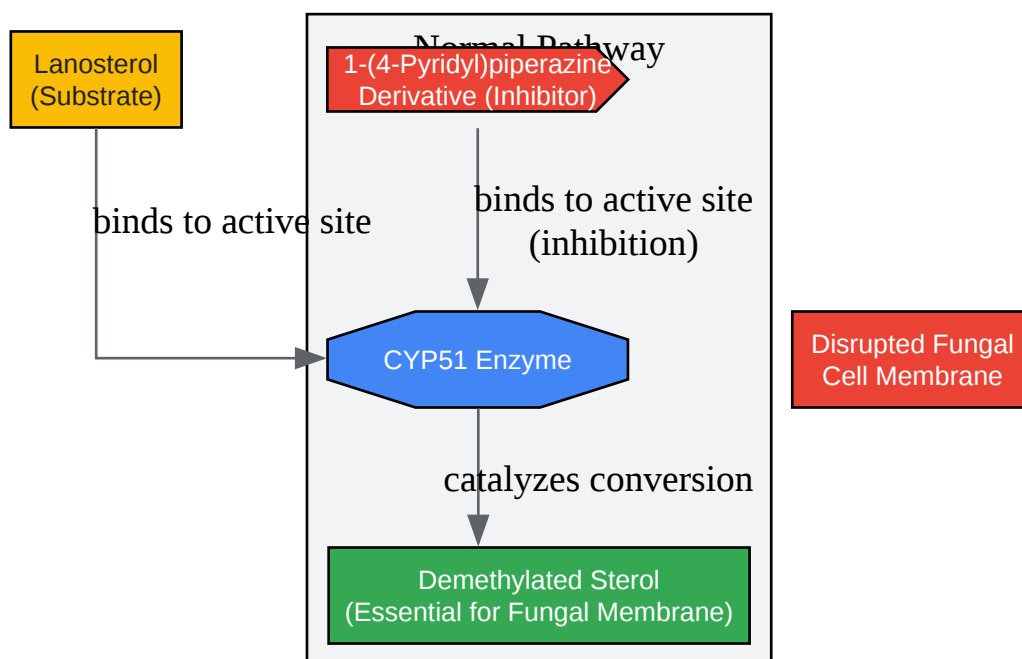 Normal Pathway
Lanosterol
(Substrate)
1-(4-Pyridyl)piperazine
Derivative (Inhibitor)
binds to active site
binds to active site
(inhibition)
CYP51 Enzyme
Disrupted Fungal
Cell Membrane
catalyzes conversion
Demethylated Sterol
(Essential for Fungal Membrane)